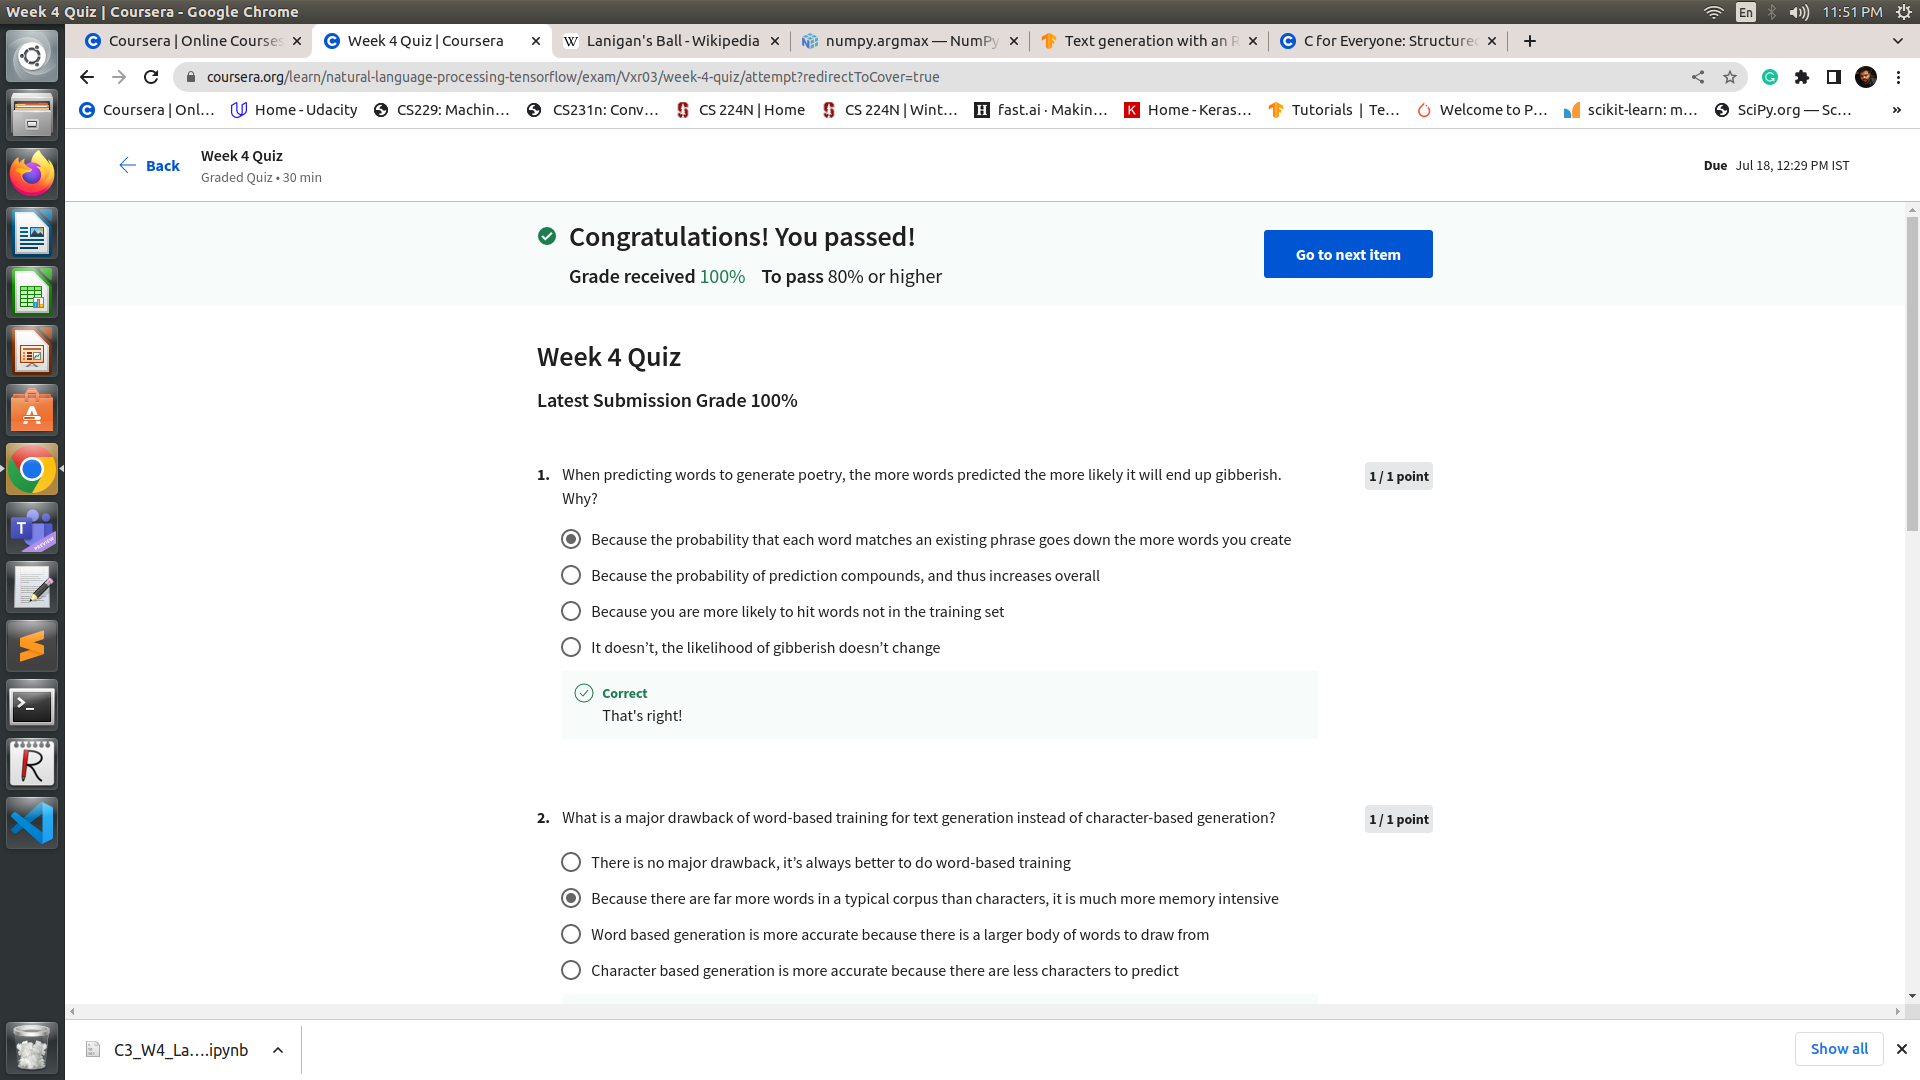 Week 4 Quiz | Coursera - Google Chrome
En
11:51 PM
Coursera | Online Courses
Week 4 Quiz | Coursera
Lanigan's Ball - Wikipedia
numpy.argmax — NumPy
Text generation with an R
C for Everyone: Structured
coursera.org/learn/natural-language-processing-tensorflow/exam/Vxr03/week-4-quiz/attempt?redirectToCover=true
Coursera | Onl...
Home - Udacity
CS229: Machin...
CS231n: Conv...
CS 224N | Home
CS 224N | Wint...
fast.ai · Makin...
Home - Keras...
Tutorials | Te...
Welcome to P...
scikit-learn: m...
SciPy.org — Sc...
»
Back
Week 4 Quiz
Graded Quiz • 30 min
Due Jul 18, 12:29 PM IST
Congratulations! You passed!
Grade received 100% To pass 80% or higher
Go to next item
Week 4 Quiz
Latest Submission Grade 100%
1. When predicting words to generate poetry, the more words predicted the more likely it will end up gibberish.
Why?
1 / 1 point
Because the probability that each word matches an existing phrase goes down the more words you create
Because the probability of prediction compounds, and thus increases overall
Because you are more likely to hit words not in the training set
It doesn’t, the likelihood of gibberish doesn’t change
Correct
That's right!
2. What is a major drawback of word-based training for text generation instead of character-based generation?
1 / 1 point
There is no major drawback, it’s always better to do word-based training
Because there are far more words in a typical corpus than characters, it is much more memory intensive
Word based generation is more accurate because there is a larger body of words to draw from
Character based generation is more accurate because there are less characters to predict
C3_W4_La....ipynb
Show all